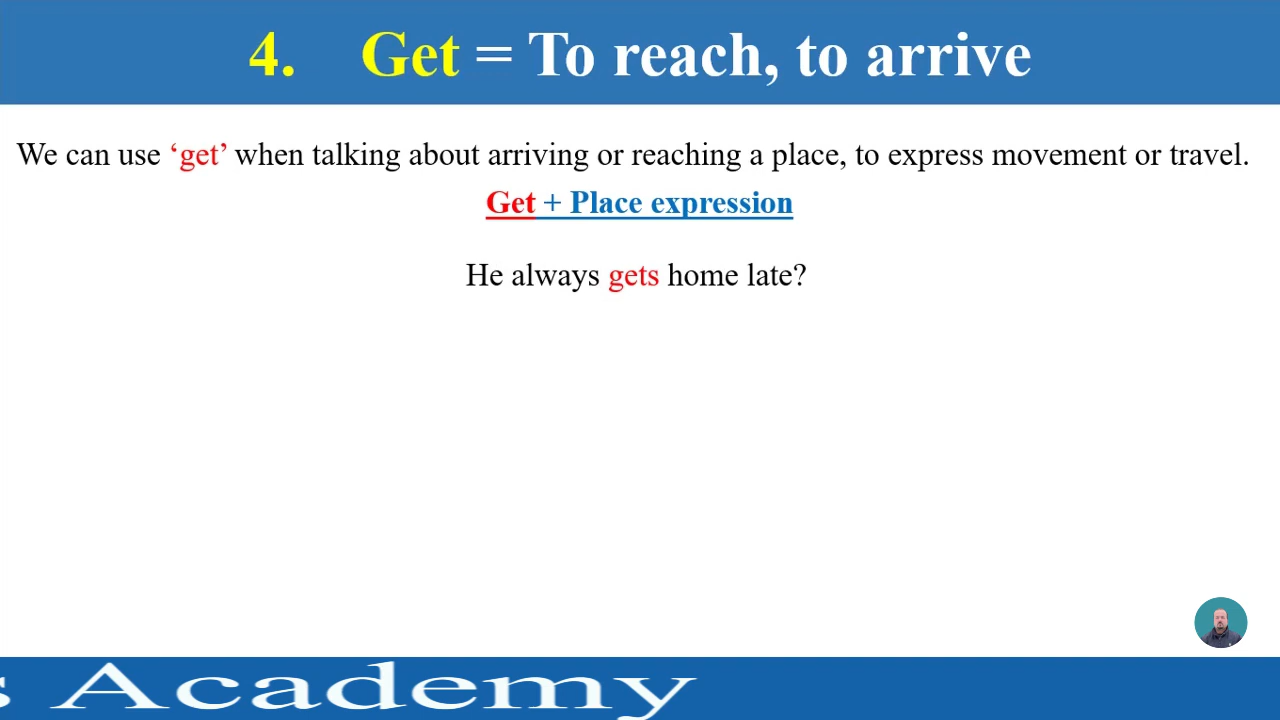 4. Get = To reach, to arrive
We can use ‘get’ when talking about arriving or reaching a place, to express movement or travel.
Get + Place expression
He always gets home late?
s Academy